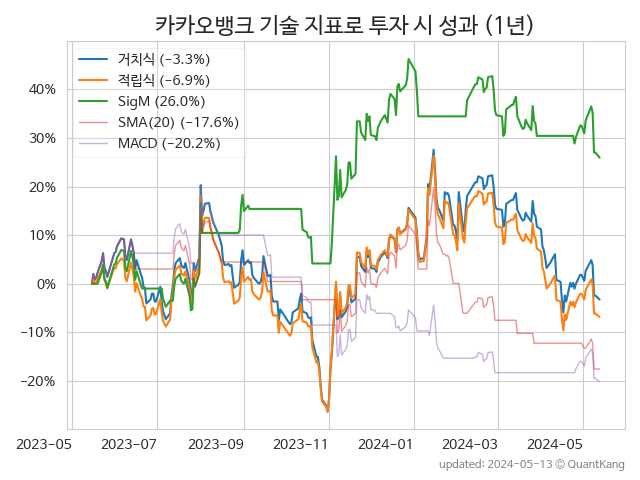 카카오뱅크 기술 지표로 투자 시 성과 (1년)
거치식 (−3.3%)
적립식 (−6.9%)
SigM (26.0%)
SMA(20) (−17.6%)
MACD (−20.2%)
40%
30%
20%
10%
0%
−10%
−20%
2023-05 2023-07 2023-09 2023-11 2024-01 2024-03 2024-05
updated: 2024-05-13 ⓒ QuantKang